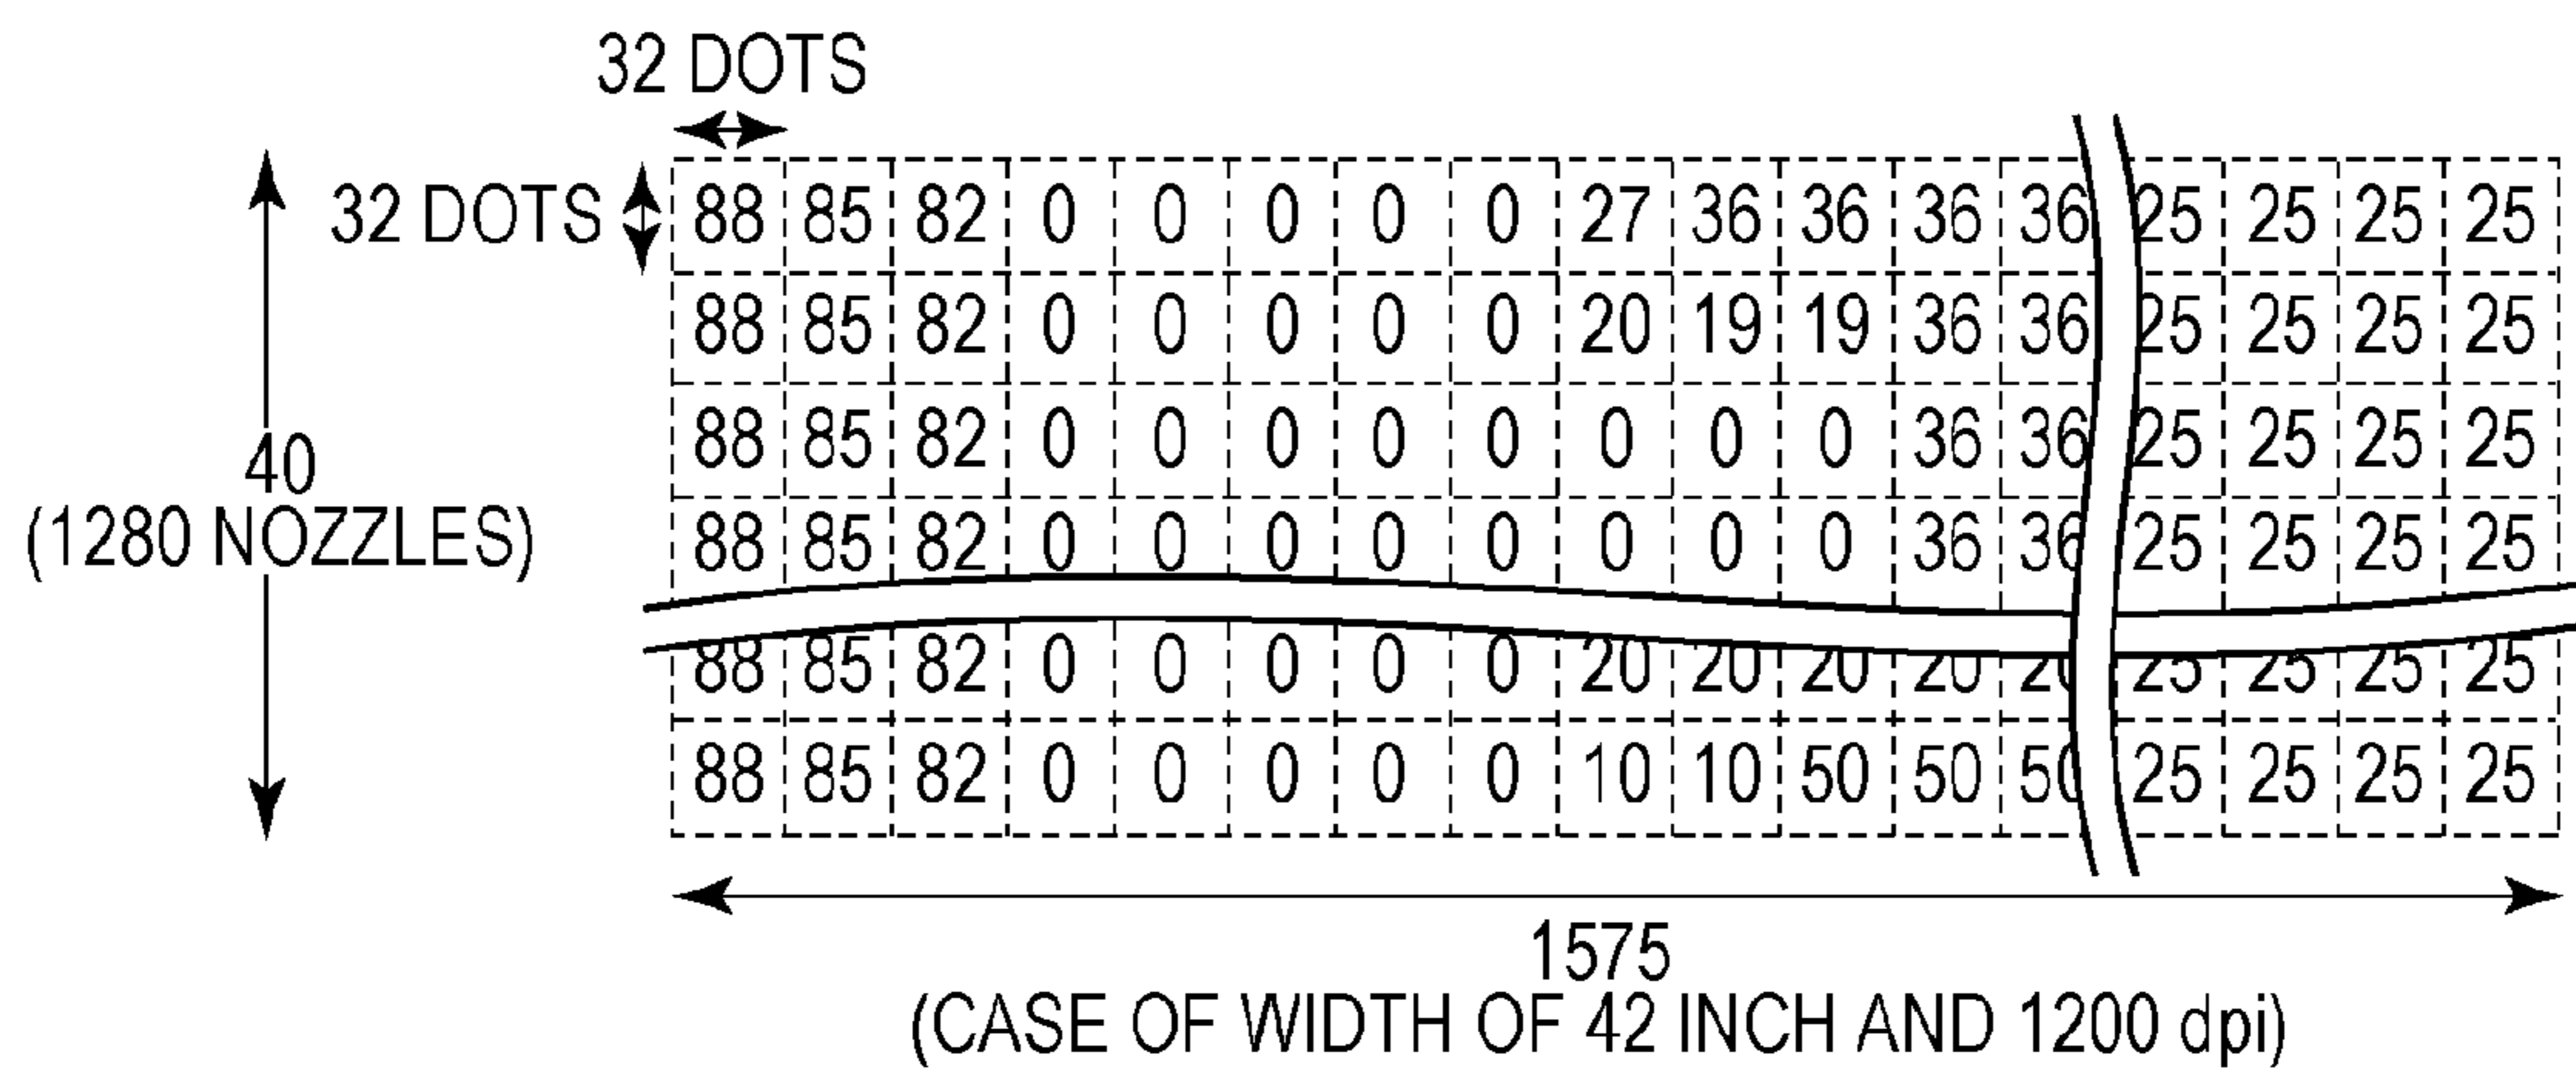 32 DOTS
32 DOTS 88 85 82 0 0 0 0 0 27 36 36 36 36 25 25 25 25
88 85 82 0 0 0 0 0 20 19 19 36 36 25 25 25 25
88 85 82 0 0 0 0 0 0 0 0 36 36 25 25 25 25
40
(1280 NOZZLES)
88 85 82 0 0 0 0 0 0 0 0 36 36 25 25 25 25
88 85 82 0 0 0 0 0 20 20 20 20 20 25 25 25 25
88 85 82 0 0 0 0 0 10 10 50 50 50 25 25 25 25
1575
(CASE OF WIDTH OF 42 INCH AND 1200 dpi)